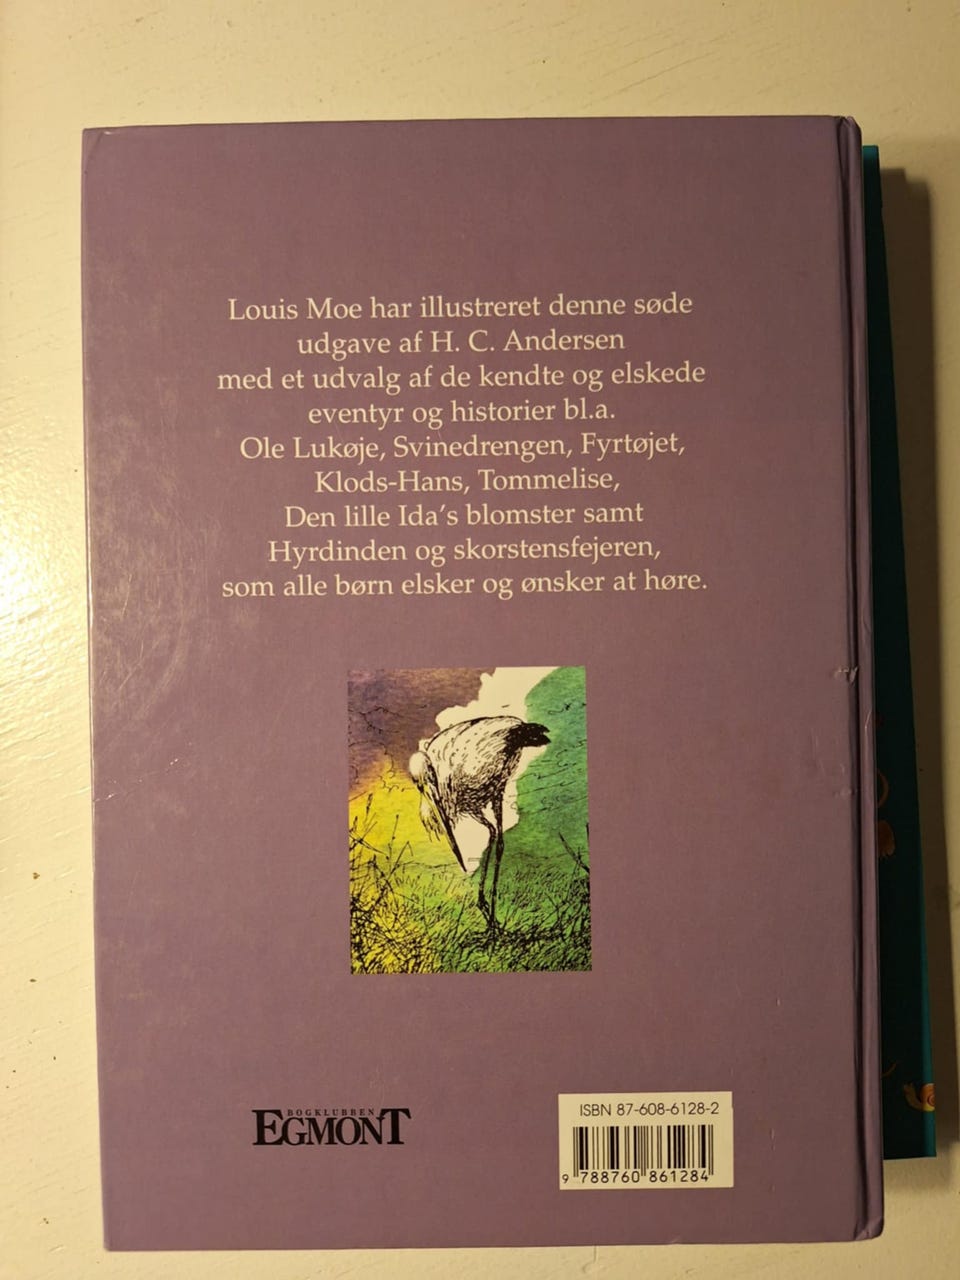 Louis Moe har illustreret denne søde
udgave af H. C. Andersen
med et udvalg af de kendte og elskede
eventyr og historier bl.a.
Ole Lukøje, Svinedrengen, Fyrtøjet,
Klods-Hans, Tommelise,
Den lille Ida's blomster samt
Hyrdinden og skorstensfejeren,
som alle børn elsker og ønsker at høre.
BOGKLUBBEN
EGMONT
ISBN 87-608-6128-2
9 788760 861284